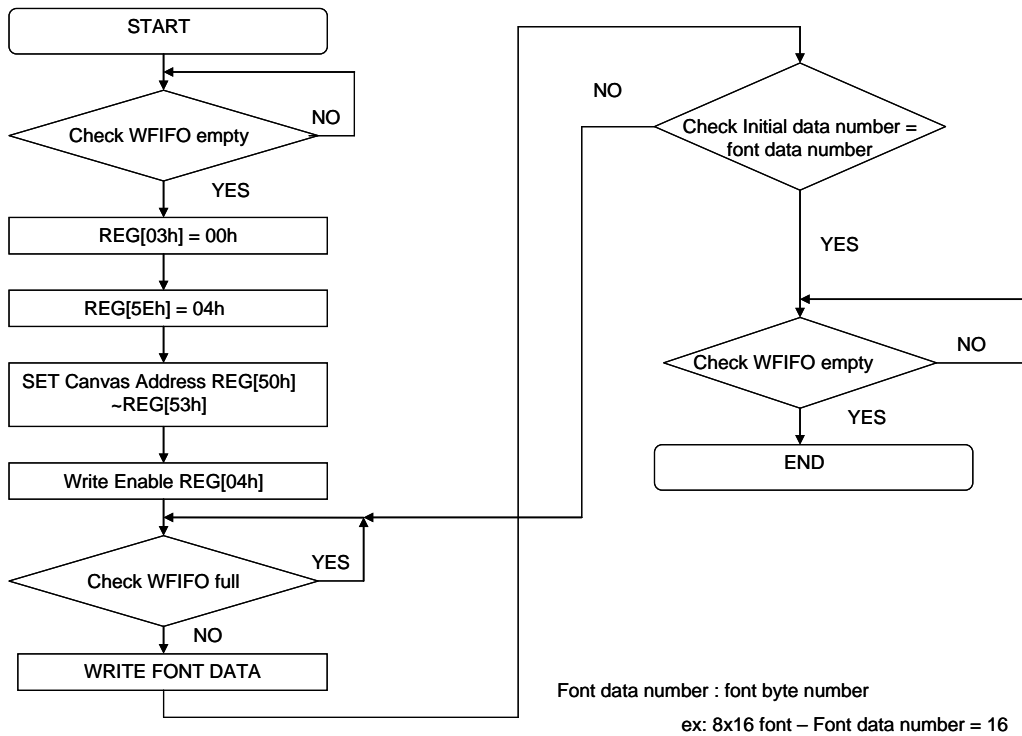 START
NO
Check WFIFO empty
YES
REG[03h] = 00h
REG[5Eh] = 04h
SET Canvas Address REG[50h]
~REG[53h]
Write Enable REG[04h]
YES
Check WFIFO full
NO
WRITE FONT DATA
NO
Check Initial data number =
font data number
YES
Check WFIFO empty
NO
YES
END
Font data number : font byte number
ex: 8x16 font – Font data number = 16